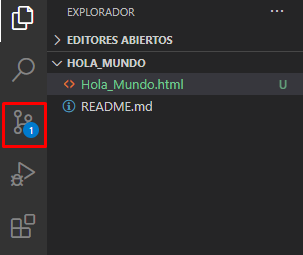 EXPLORADOR
EDITORES ABIERTOS
HOLA_MUNDO
Hola_Mundo.html U
README.md
1